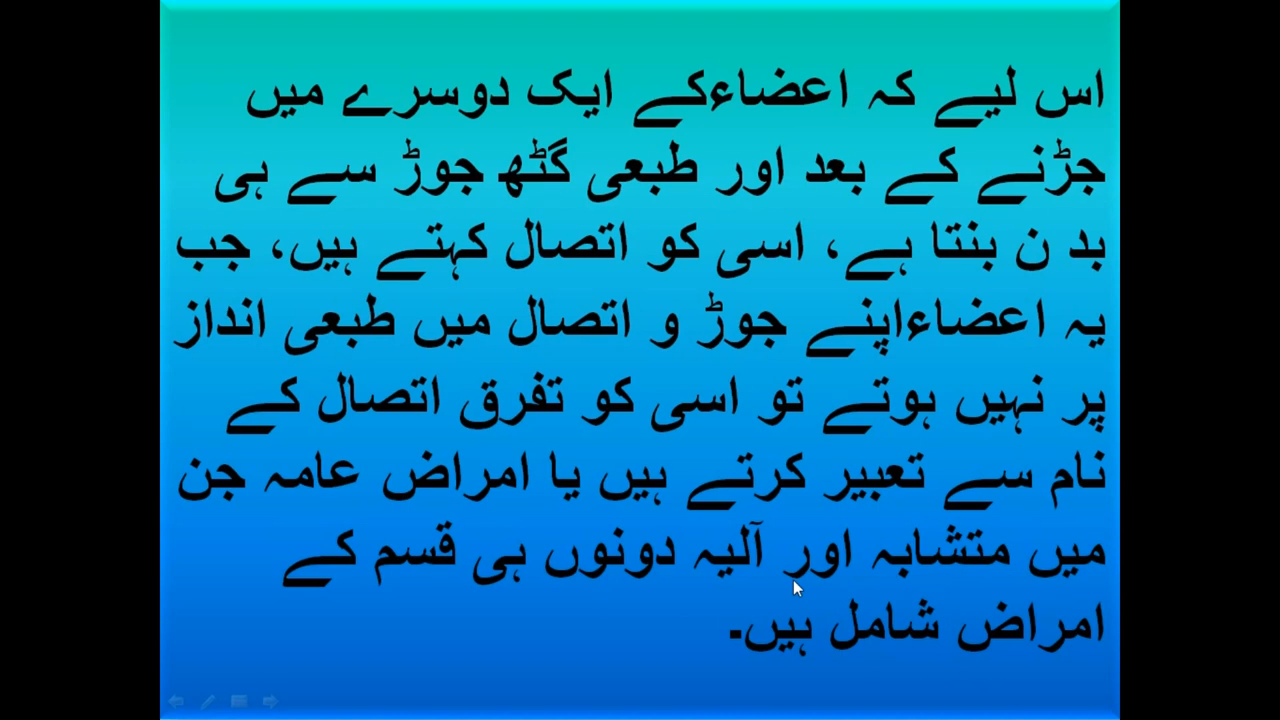 اس لیے کہ اعضاءکے ایک دوسرے میں
جڑنے کے بعد اور طبعی گٹھ جوڑ سے ہی
بد ن بنتا ہے، اسی کو اتصال کہتے ہیں، جب
یہ اعضاءاپنے جوڑ و اتصال میں طبعی انداز
پر نہیں ہوتے تو اسی کو تفرق اتصال کے
نام سے تعبیر کرتے ہیں یا امراض عامہ جن
میں متشابہ اور آلیہ دونوں ہی قسم کے
امراض شامل ہیں۔